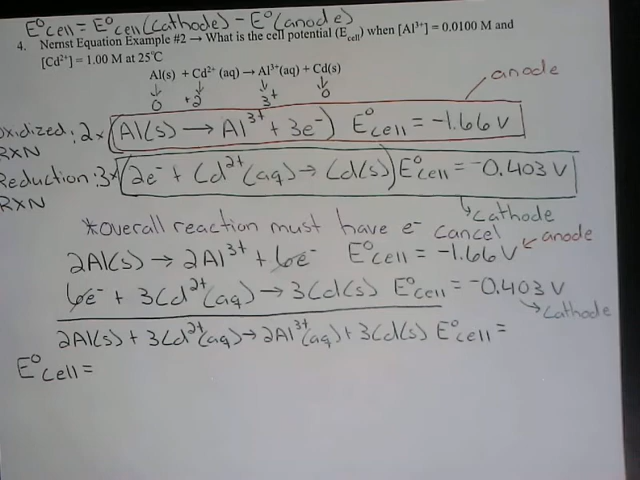 E°cell = E°cell (cathode) - E° (anode)
4. Nernst Equation Example #2 → What is the cell potential (Ecell) when [Al³⁺] = 0.0100 M and
[Cd²⁺] = 1.00 M at 25°C
Al(s) + Cd²⁺ (aq) → Al³⁺(aq) + Cd(s)
anode
0 +2 3+ 0
oxidized: 2 × (Al(s) → Al³⁺ + 3e⁻) E°cell = -1.66 V
RXN
Reduction: 3 × (2e⁻ + Cd²⁺(aq) → Cd(s)) E°cell = -0.403 V
RXN
cathode
*overall reaction must have e⁻ cancel
2Al(s) → 2Al³⁺ + 6e⁻ E°cell = -1.66 V anode
6e⁻ + 3Cd²⁺(aq) → 3Cd(s) E°cell = -0.403 V
cathode
2Al(s) + 3Cd²⁺(aq) → 2Al³⁺(aq) + 3Cd(s) E°cell =
E°cell =